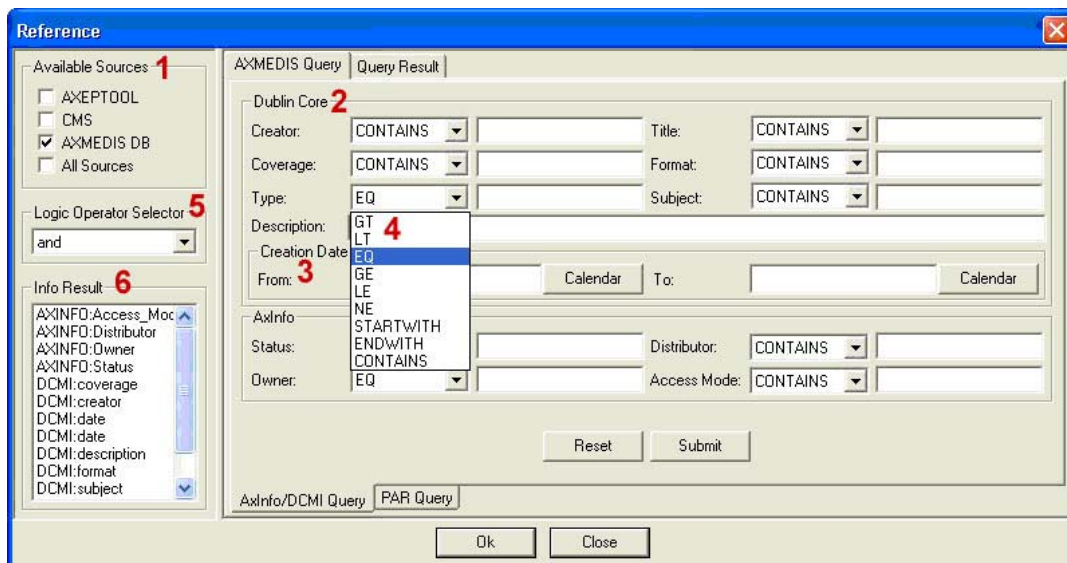 Reference
Available Sources 1
AXEPTOOL
CMS
AXMEDIS DB
All Sources
Logic Operator Selector 5
and
Info Result 6
AXINFO:Access_Moc
AXINFO:Distributor
AXINFO:Owner
AXINFO:Status
DCMI:coverage
DCMI:creator
DCMI:date
DCMI:date
DCMI:description
DCMI:format
DCMI:subject
AXMEDIS Query Query Result
Dublin Core 2
Creator: CONTAINS Title: CONTAINS
Coverage: CONTAINS Format: CONTAINS
Type: EQ Subject: CONTAINS
Description:
GT 4
LT
EQ
GE
LE
NE
STARTWITH
ENDWITH
CONTAINS
Creation Date
From: 3 Calendar To: Calendar
AxInfo
Status: Distributor: CONTAINS
Owner: EQ Access Mode: CONTAINS
Reset Submit
AxInfo/DCMI Query PAR Query
Ok Close